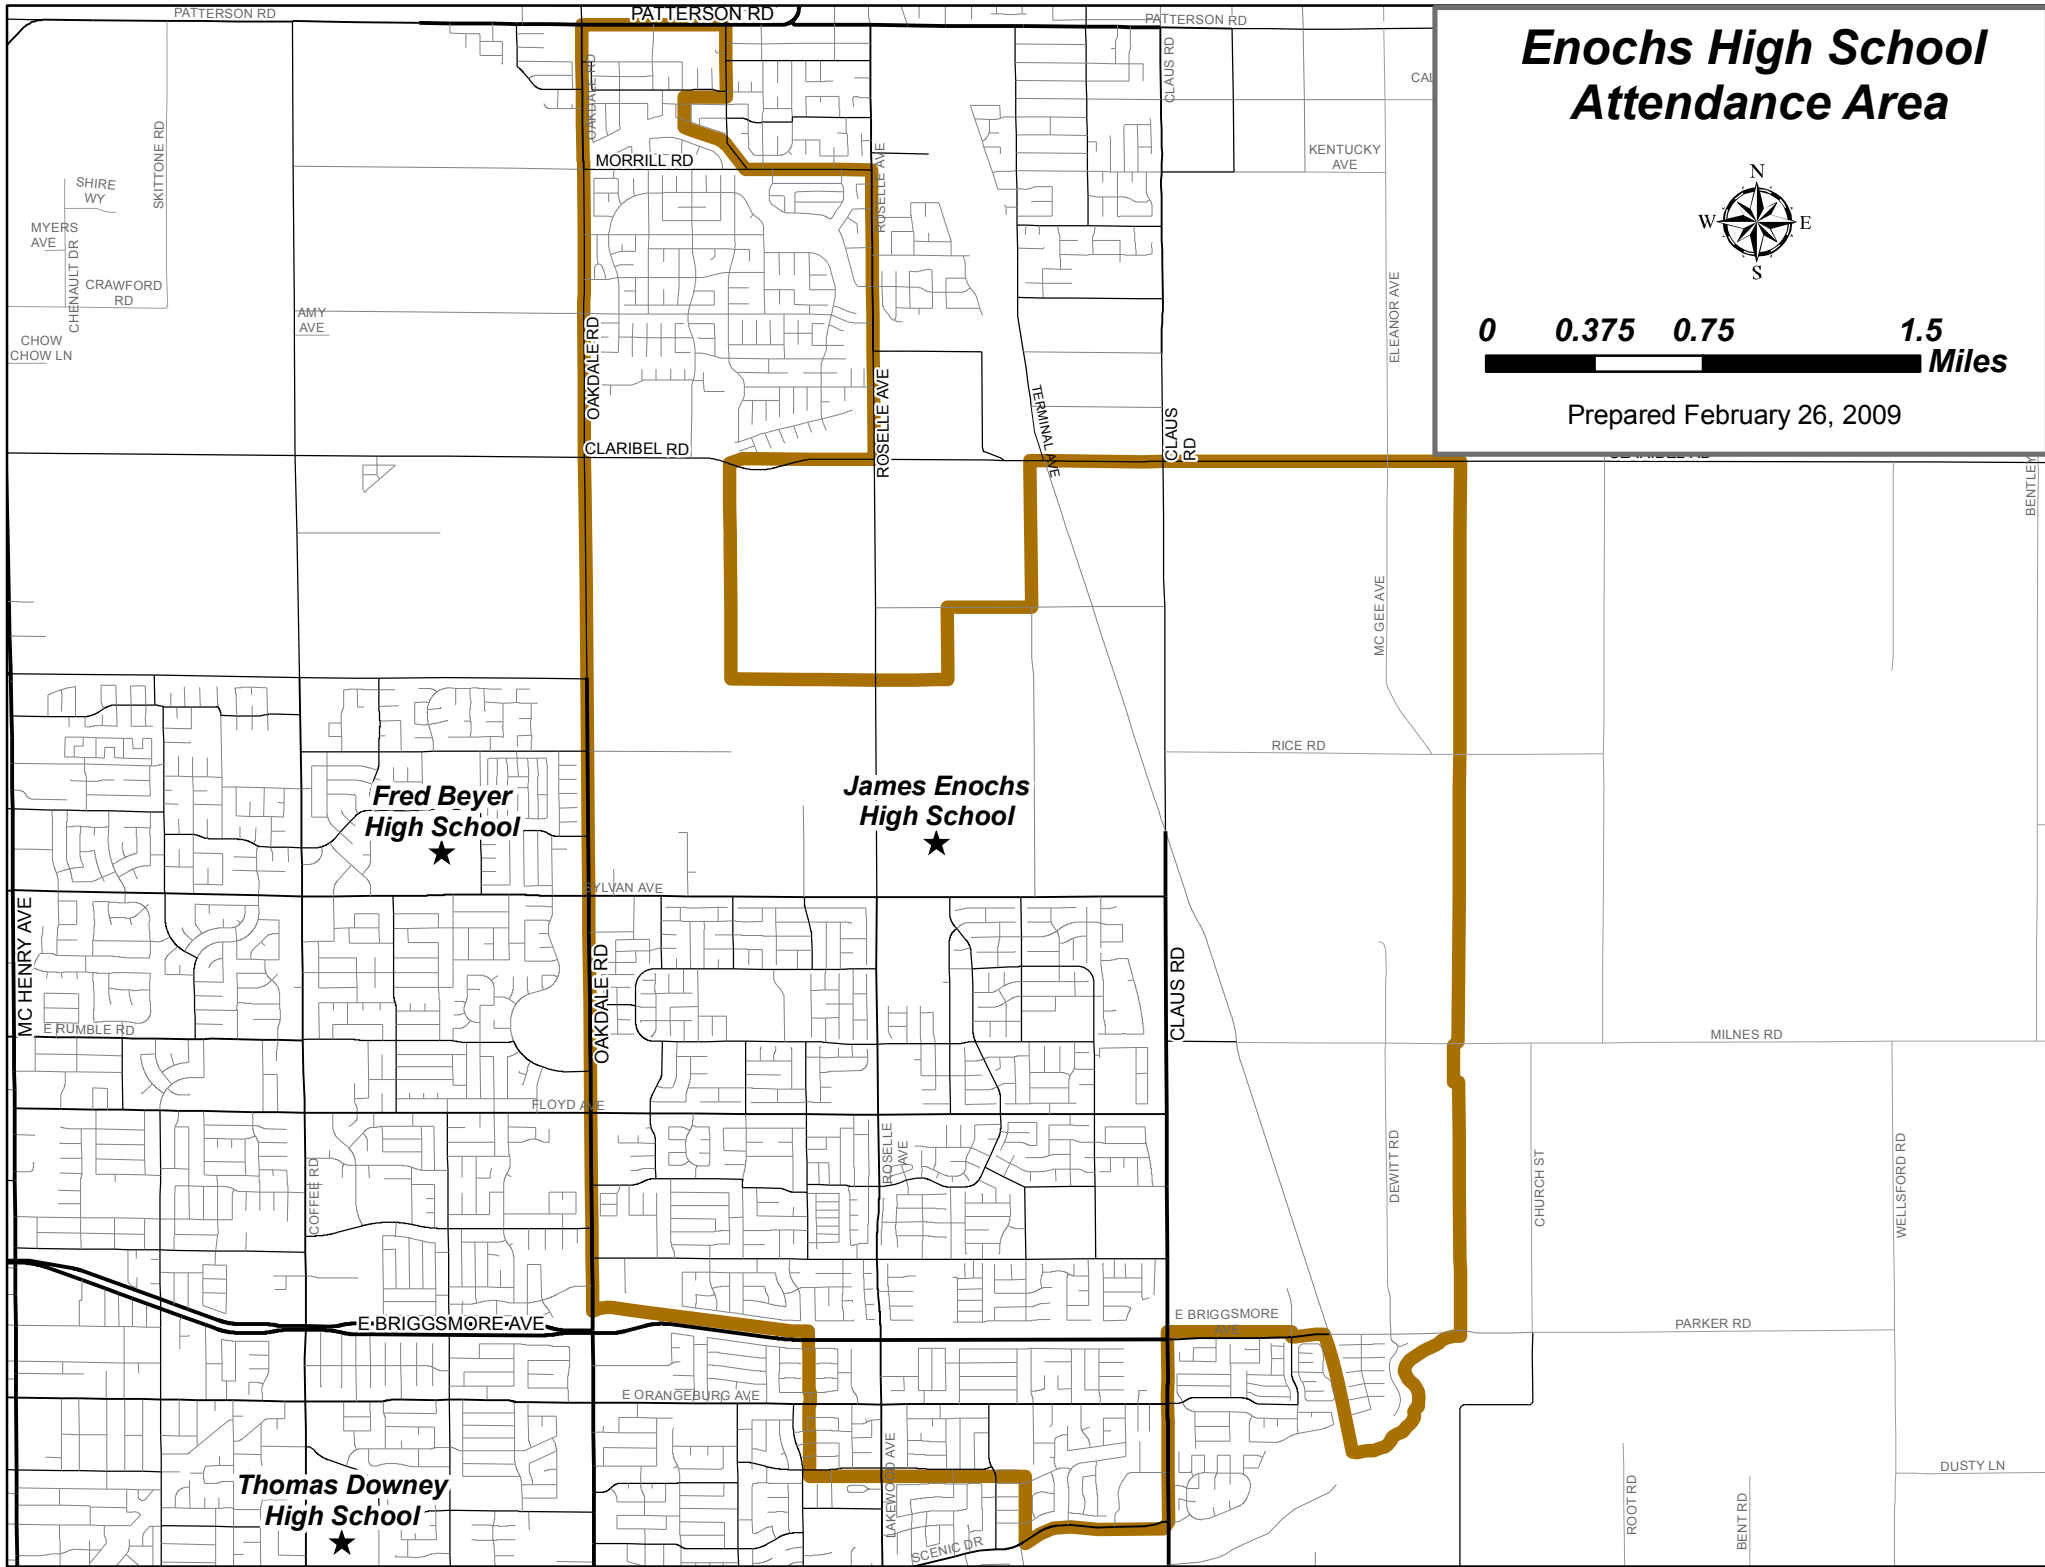 PATTERSON RD
PATTERSON RD
PATTERSON RD
Enochs High School
Attendance Area
N
W
E
S
0
0.375
0.75
1.5
Miles
Prepared February 26, 2009
OAKDALE RD
CLAUS RD
CAL
SKITTONE RD
MORRILL RD
ROSELLE AVE
KENTUCKY
AVE
SHIRE
WY
MYERS
AVE
CHENAULT DR
CRAWFORD
RD
CHOW
CHOW LN
AMY
AVE
OAKDALE RD
ROSELLE AVE
TERMINAL AVE
CLAUS
RD
ELEANOR AVE
CLARIBEL RD
CLARIBEL RD
BENTLEY
MC GEE AVE
RICE RD
Fred Beyer
High School
James Enochs
High School
SYLVAN AVE
MC HENRY AVE
OAKDALE RD
CLAUS RD
E RUMBLE RD
MILNES RD
FLOYD AVE
COFFEE RD
ROSELLE
AVE
DEWITT RD
CHURCH ST
WELLSFORD RD
E BRIGGSMORE AVE
E BRIGGSMORE
AVE
PARKER RD
E ORANGEBURG AVE
LAKEWOOD AVE
Thomas Downey
High School
SCENIC DR
ROOT RD
BENT RD
DUSTY LN